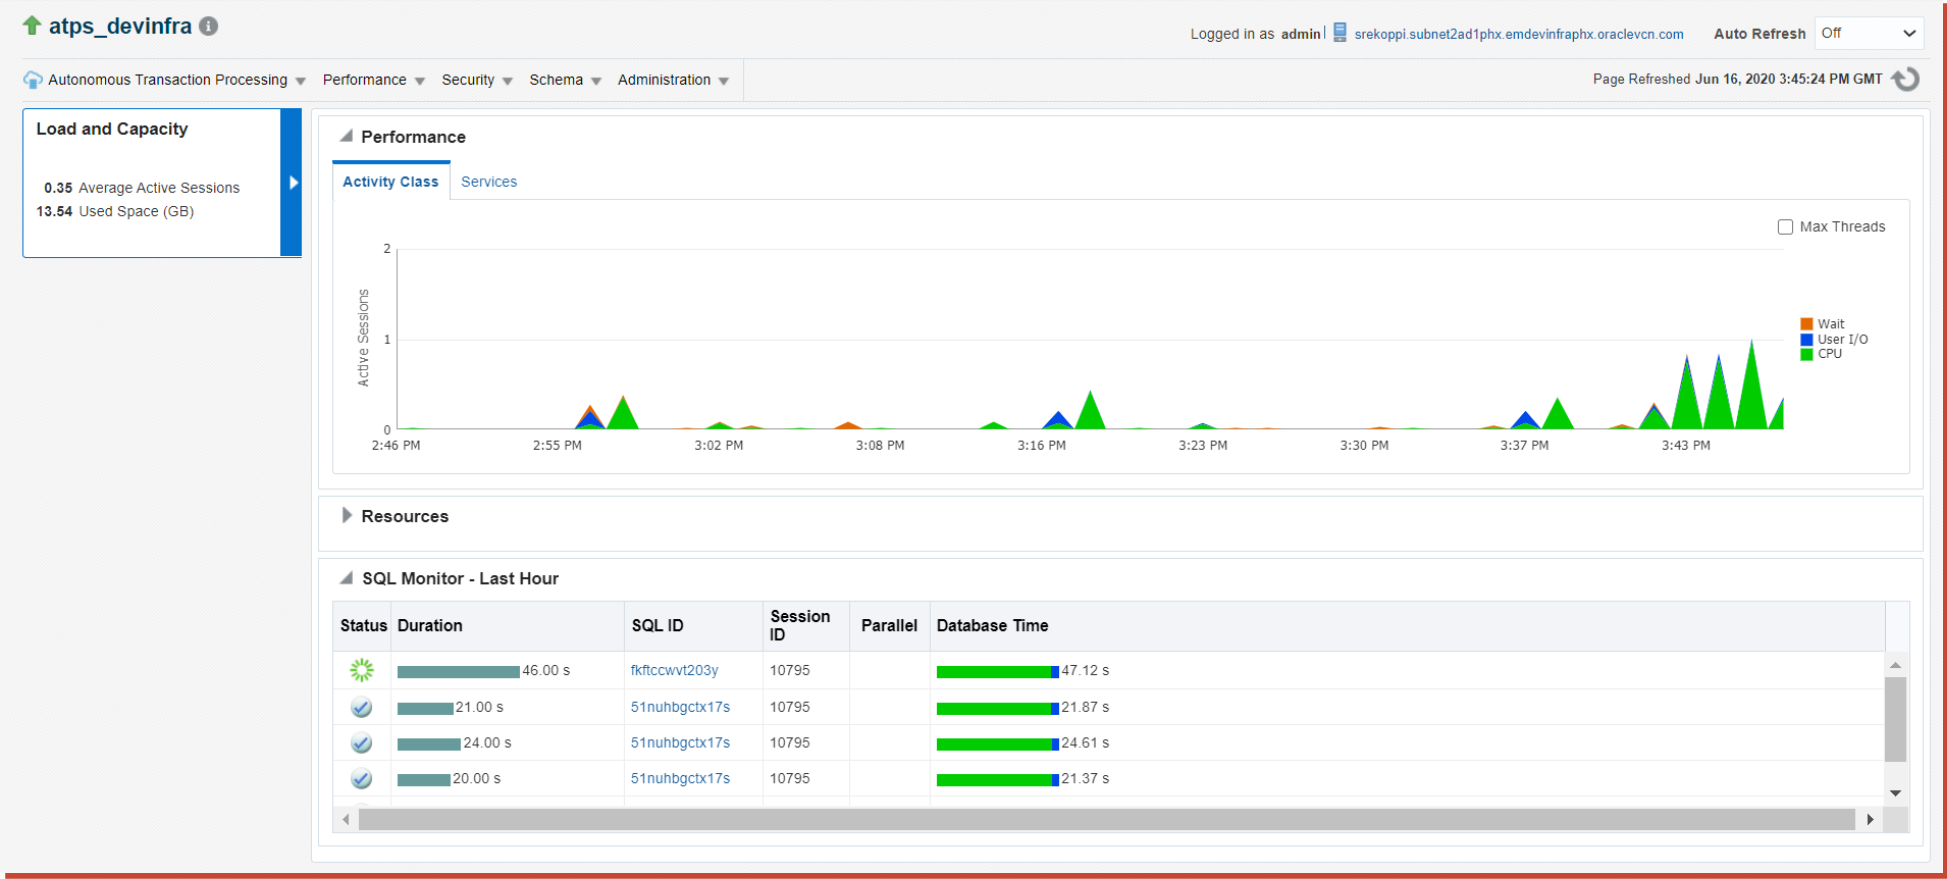 atps_devinfra
Logged in as admin srekoppi.subnet2ad1phx.emdevinfraphx.oraclevcn.com Auto Refresh Off
Autonomous Transaction Processing Performance Security Schema Administration
Page Refreshed Jun 16, 2020 3:45:24 PM GMT
Load and Capacity
0.35 Average Active Sessions
13.54 Used Space (GB)
Performance
Activity Class Services
Max Threads
Active Sessions
2
1
0
2:46 PM 2:55 PM 3:02 PM 3:08 PM 3:16 PM 3:23 PM 3:30 PM 3:37 PM 3:43 PM
Wait
User I/O
CPU
Resources
SQL Monitor - Last Hour
Status Duration SQL ID Session ID Parallel Database Time
46.00 s fkftccwvt203y 10795 47.12 s
21.00 s 51nuhbgctx17s 10795 21.87 s
24.00 s 51nuhbgctx17s 10795 24.61 s
20.00 s 51nuhbgctx17s 10795 21.37 s